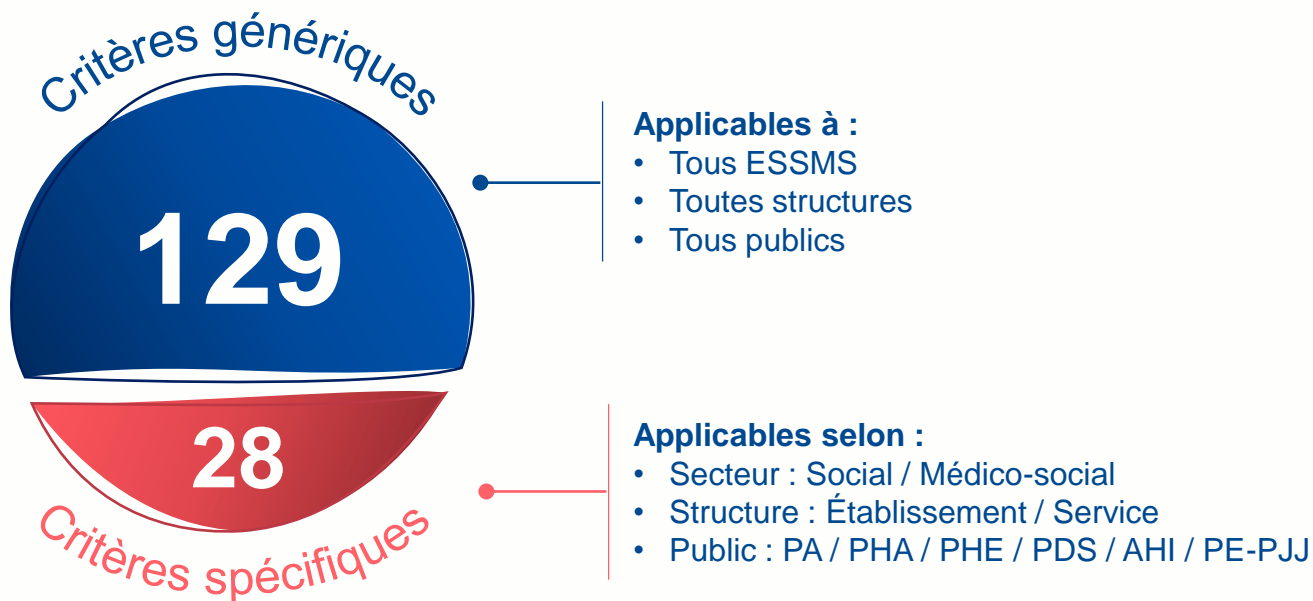 Critères génériques
129
Applicables à :
• Tous ESSMS
• Toutes structures
• Tous publics
28
Critères spécifiques
Applicables selon :
• Secteur : Social / Médico-social
• Structure : Établissement / Service
• Public : PA / PHA / PHE / PDS / AHI / PE-PJJ